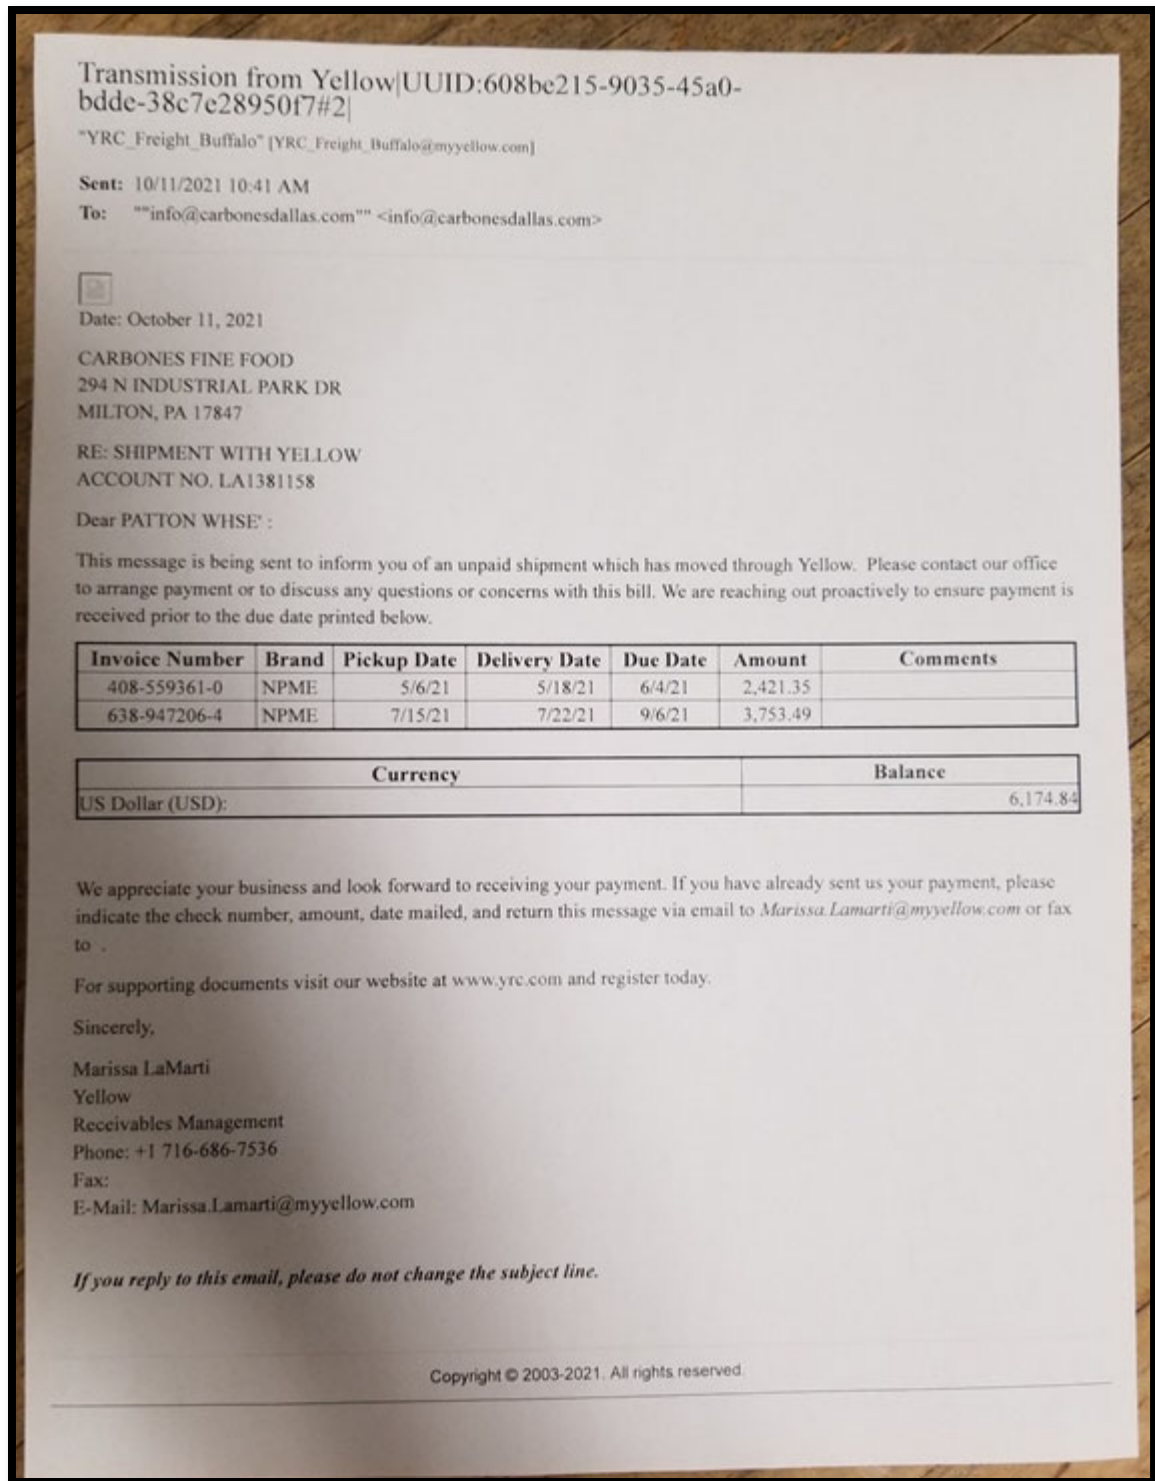 Transmission from Yellow|UUID:608be215-9035-45a0-
bdde-38c7e28950f7#2|
"YRC_Freight_Buffalo" [YRC_Freight_Buffalo@myyellow.com]
Sent: 10/11/2021 10:41 AM
To: ""info@carbonesdallas.com"" <info@carbonesdallas.com>
Date: October 11, 2021
CARBONES FINE FOOD
294 N INDUSTRIAL PARK DR
MILTON, PA 17847
RE: SHIPMENT WITH YELLOW
ACCOUNT NO. LA1381158
Dear PATTON WHSE' :
This message is being sent to inform you of an unpaid shipment which has moved through Yellow. Please contact our office
to arrange payment or to discuss any questions or concerns with this bill. We are reaching out proactively to ensure payment is
received prior to the due date printed below.
Invoice Number Brand Pickup Date Delivery Date Due Date Amount Comments
408-559361-0 NPME 5/6/21 5/18/21 6/4/21 2,421.35
638-947206-4 NPME 7/15/21 7/22/21 9/6/21 3,753.49
Currency Balance
US Dollar (USD): 6,174.84
We appreciate your business and look forward to receiving your payment. If you have already sent us your payment, please
indicate the check number, amount, date mailed, and return this message via email to Marissa.Lamarti@myyellow.com or fax
to .
For supporting documents visit our website at www.yrc.com and register today.
Sincerely,
Marissa LaMarti
Yellow
Receivables Management
Phone: +1 716-686-7536
Fax:
E-Mail: Marissa.Lamarti@myyellow.com
If you reply to this email, please do not change the subject line.
Copyright © 2003-2021. All rights reserved.